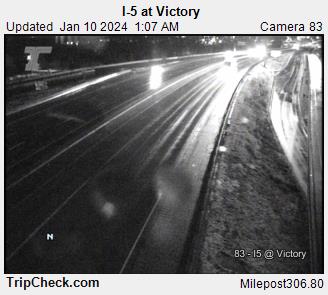 I-5 at Victory
Updated  Jan 10 2024  1:07 AM
Camera 83
N
83 - I5 @ Victory
TripCheck.com
Milepost306.80